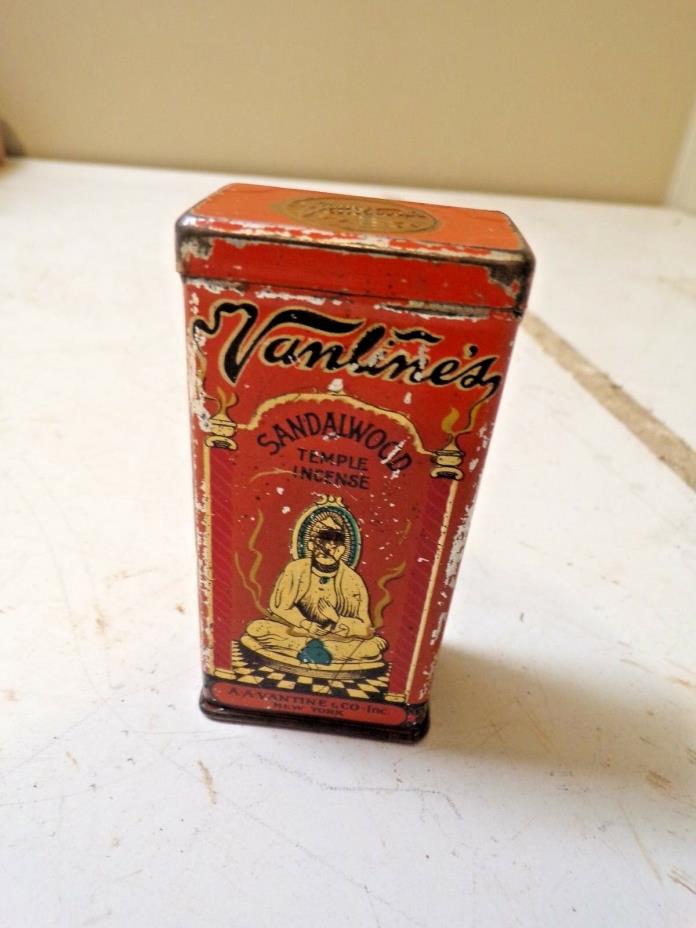 Vantine's
SANDALWOOD
TEMPLE
INCENSE
A.A.VANTINE & CO-Inc.
NEW YORK